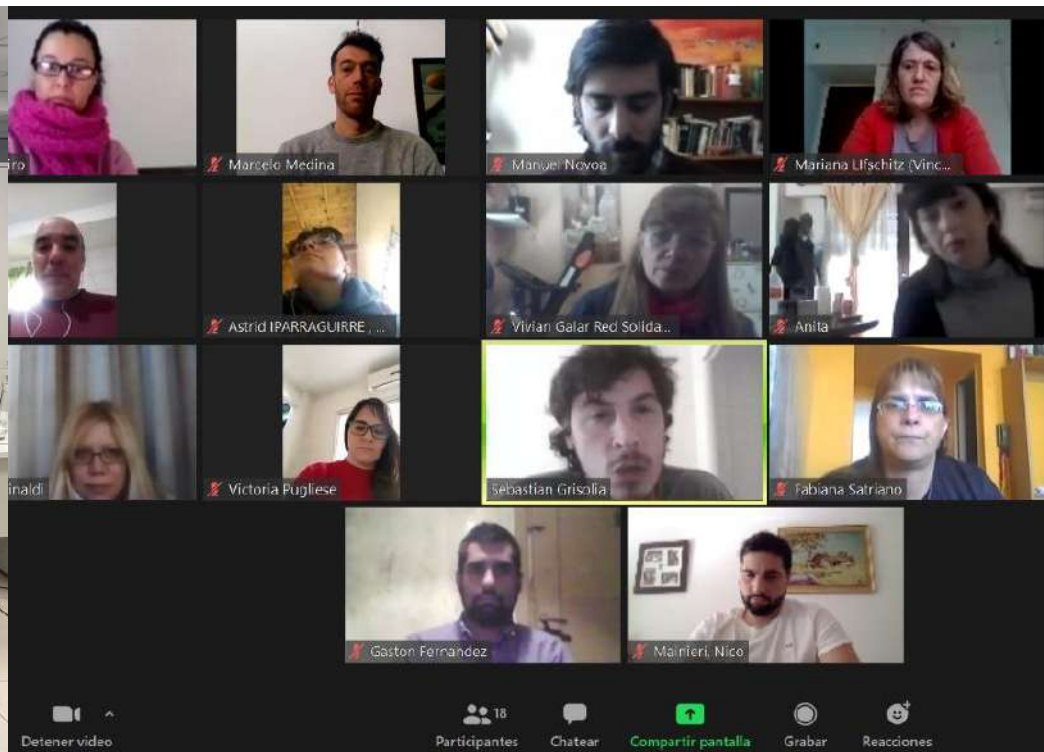 iro
Marcelo Medina
Manuel Novoa
Mariana LIfschitz (Vinc...
Astrid IPARRAGUIRRE , ...
Vivian Galar Red Solida...
Anita
inaldi
Victoria Pugliese
Sebastian Grisolia
Fabiana Satriano
Gaston Fernandez
Mainieri, Nico
18
Detener video
Participantes
Chatear
Compartir pantalla
Grabar
Reacciones